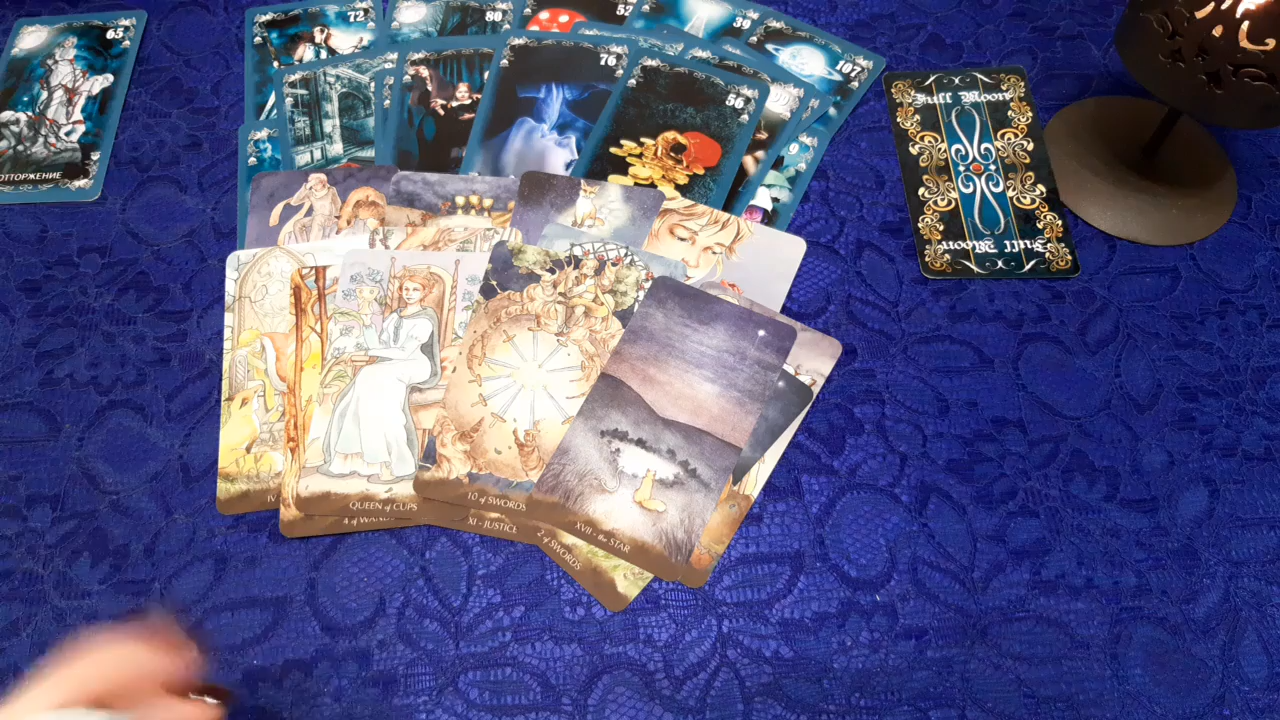 65
ОТТОРЖЕНИЕ
72
80
52
39
107
76
56
9
Full Moon
Full Moon
IV
QUEEN of CUPS
4 of WANDS
10 of SWORDS
XI - JUSTICE
2 of SWORDS
XVII - the STAR